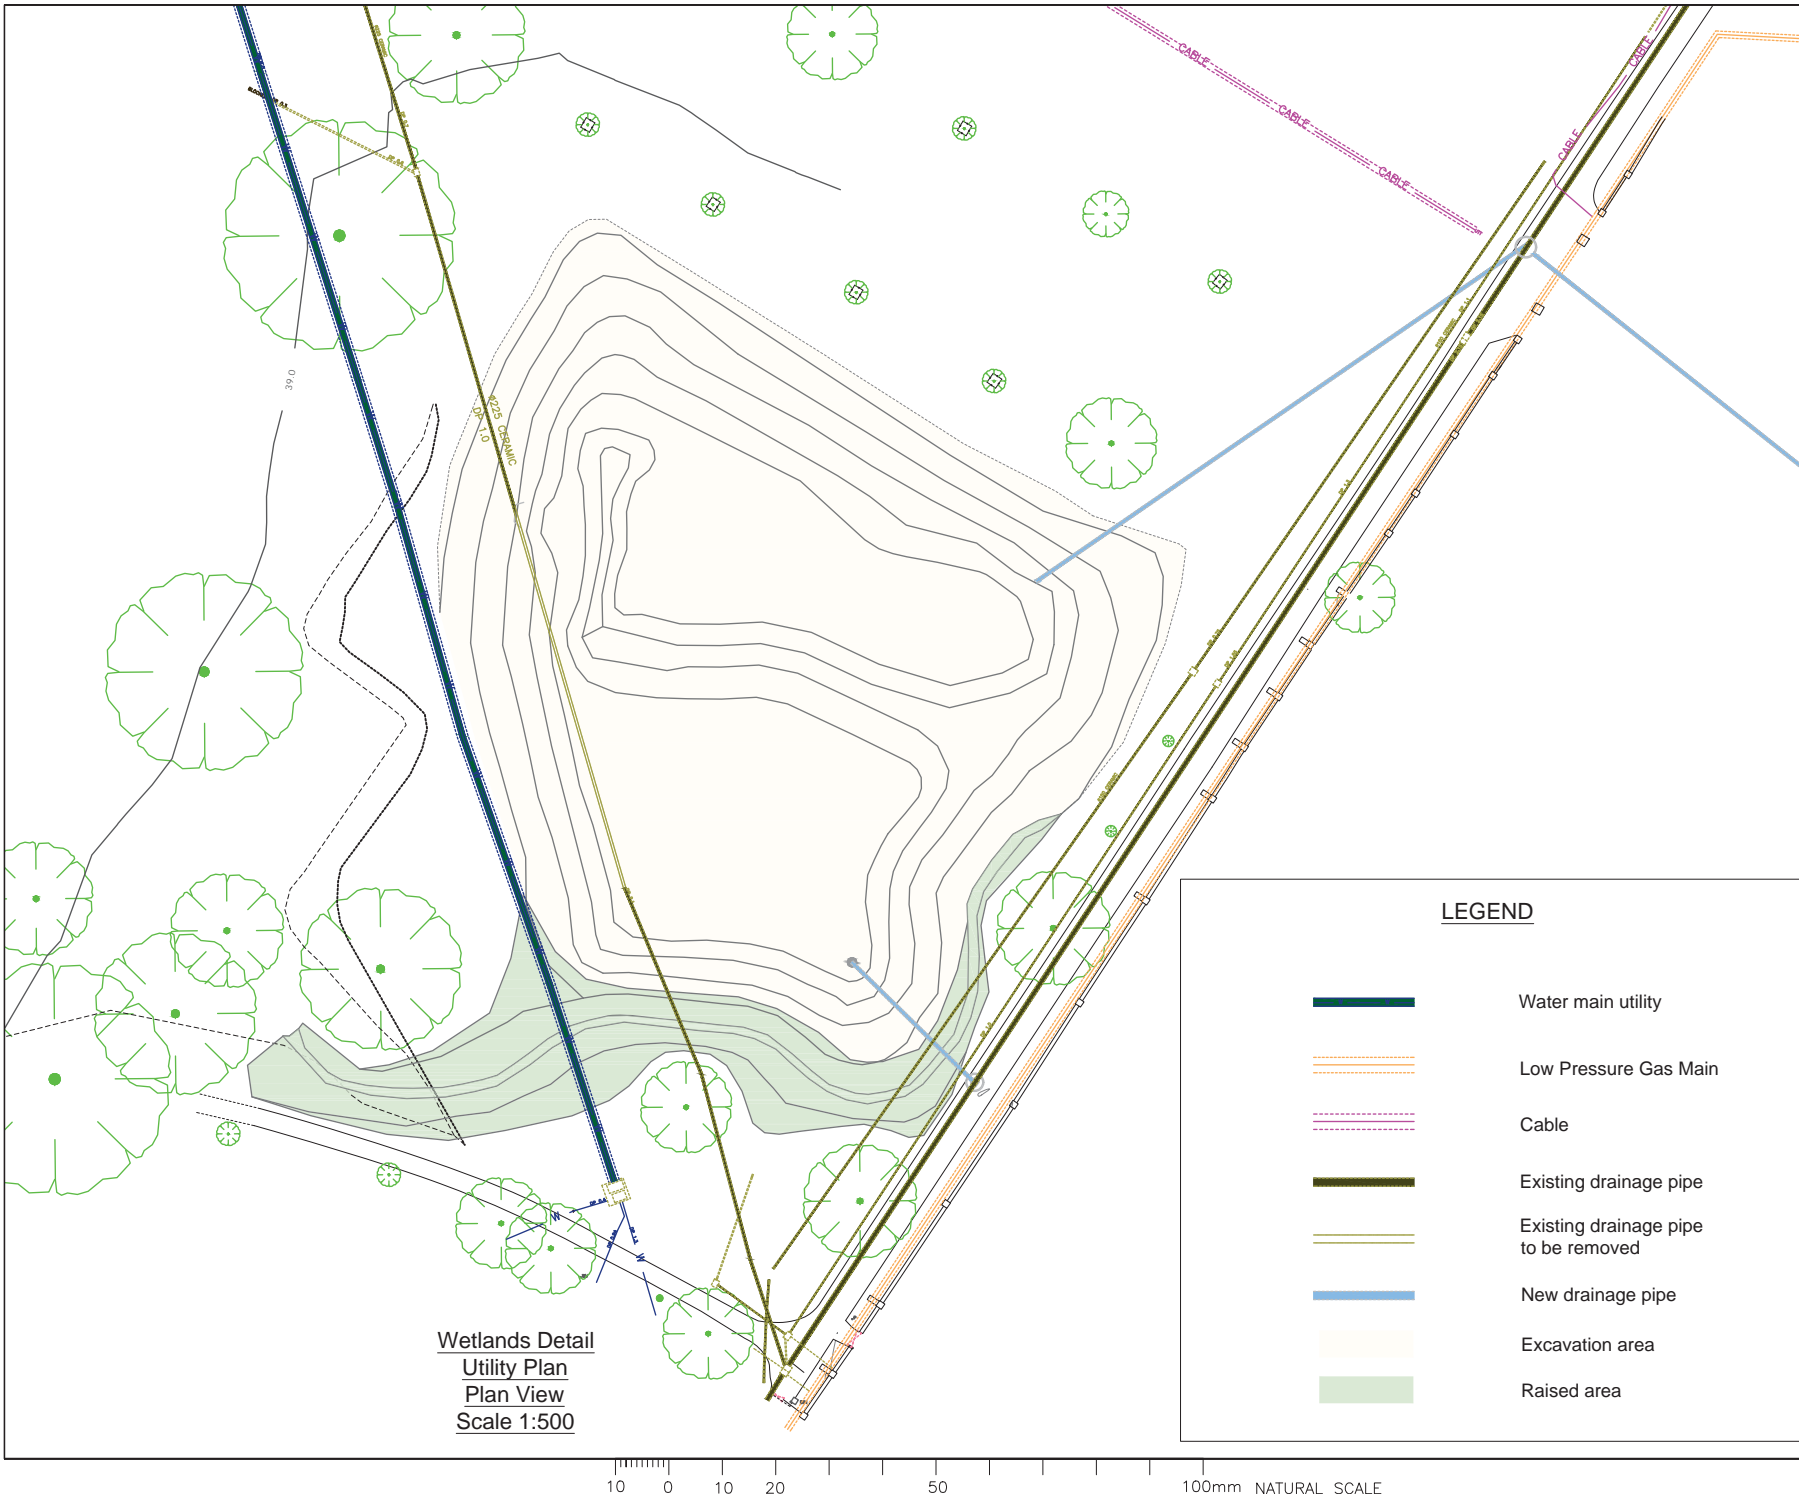 CABLE
CABLE
CABLE
CABLE
CABLE
39.0
ø225 CERAMIC
DP 1.0
W
W
Wetlands Detail
Utility Plan
Plan View
Scale 1:500
LEGEND
Water main utility
Low Pressure Gas Main
Cable
Existing drainage pipe
Existing drainage pipe
to be removed
New drainage pipe
Excavation area
Raised area
10 0 10 20 50 100mm NATURAL SCALE